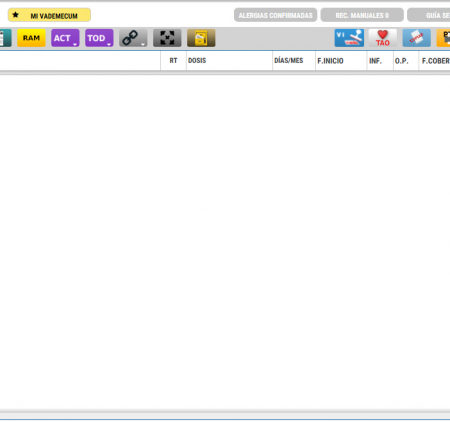 MI VADEMECUM ALERGIAS CONFIRMADAS REC. MANUALES 0 GUÍA SE
RAM ACT TOD V I TAO
RT DOSIS DÍAS/MES F.INICIO INF. O.P. F.COBER